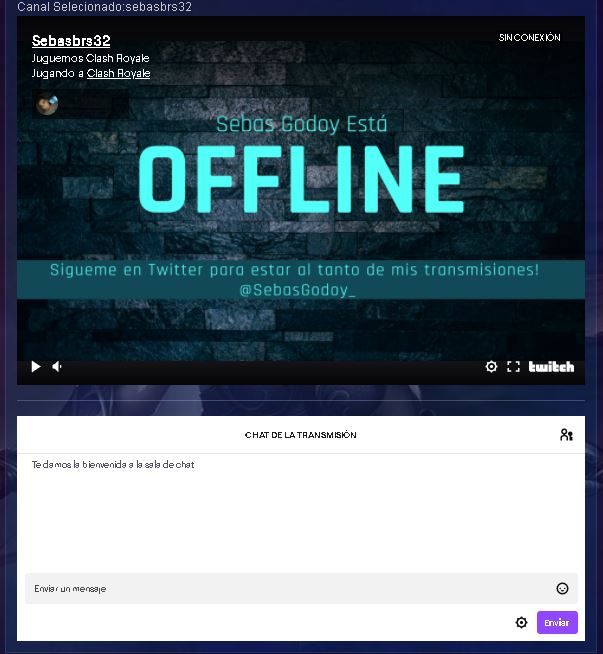 Canal Selecionado:sebasbrs32
Sebasbrs32
SIN CONEXIÓN
Juguemos Clash Royale
Jugando a Clash Royale
Sebas Godoy Está
OFFLINE
Sigueme en Twitter para estar al tanto de mis transmisiones!
@SebasGodoy_
twitch
CHAT DE LA TRANSMISIÓN
Te damos la bienvenida a la sala de chat
Enviar un mensaje
Enviar